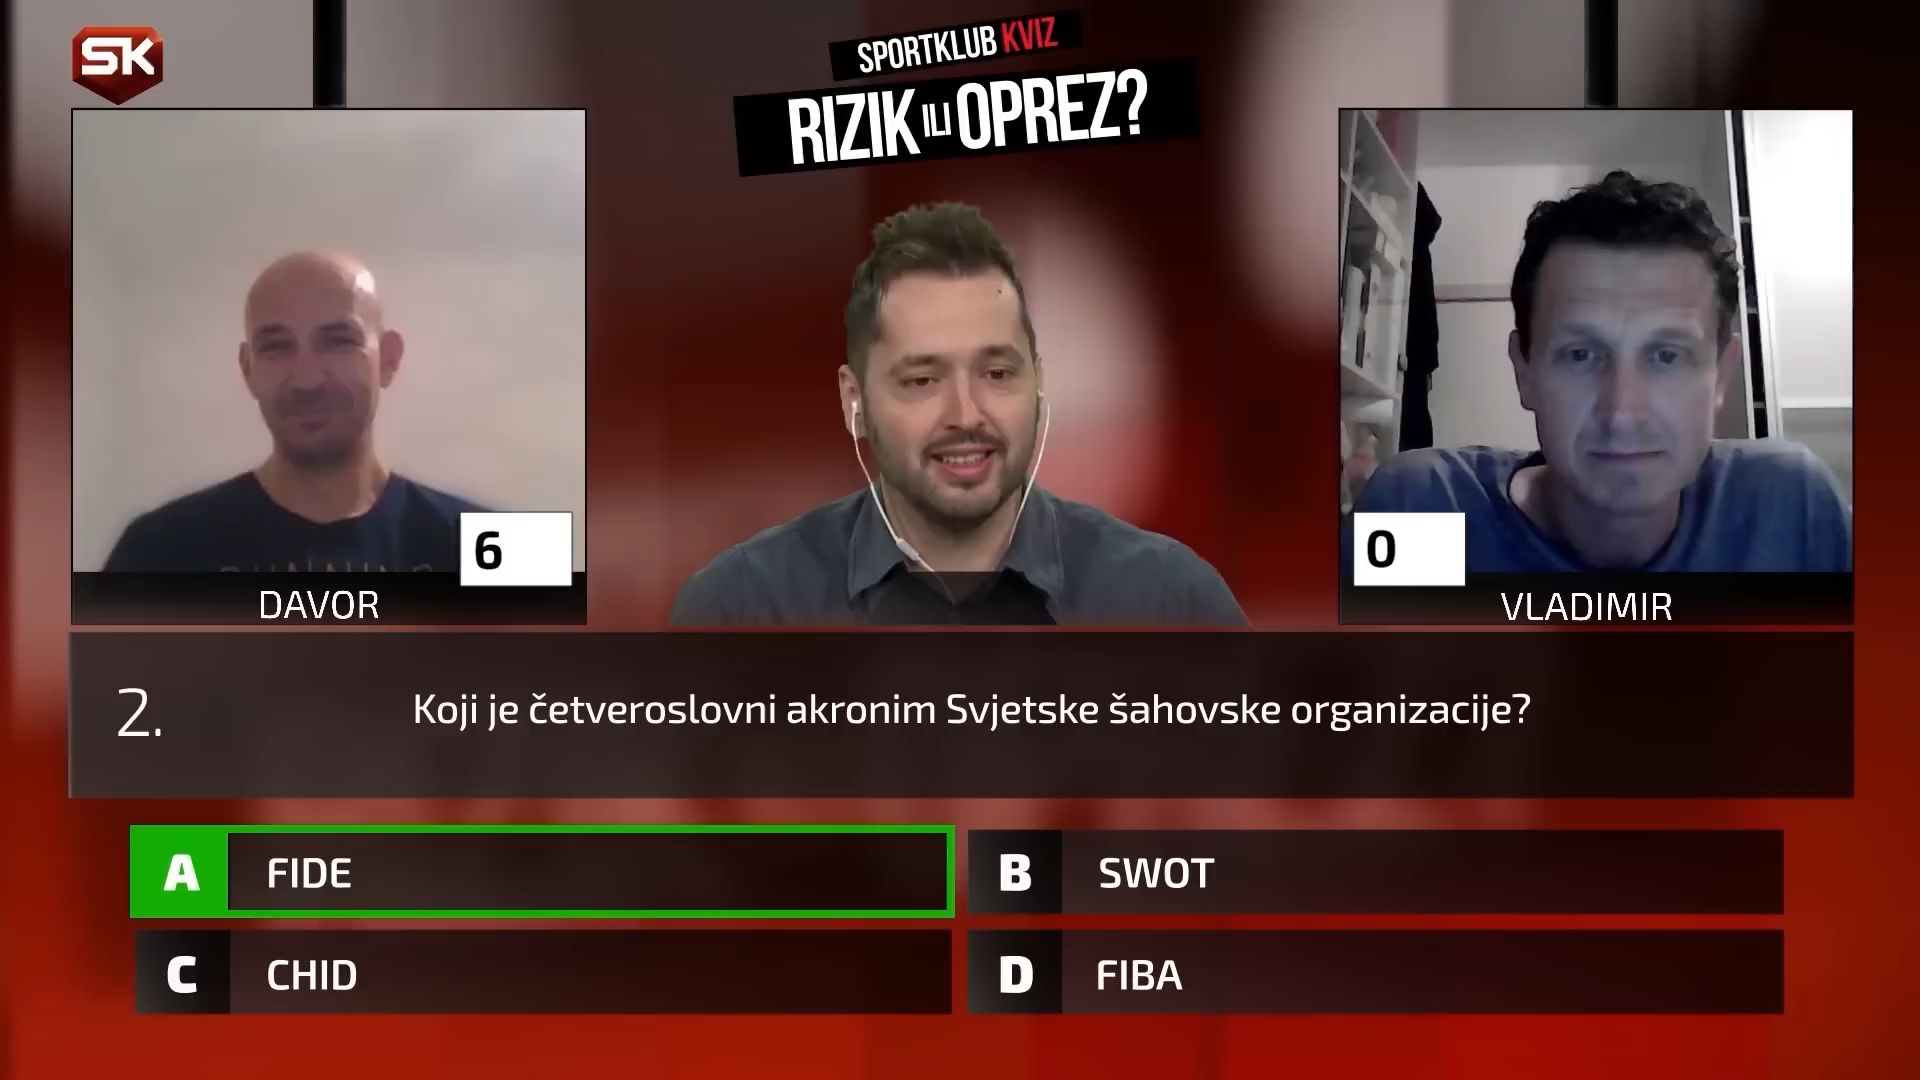 SK
SPORTKLUB KVIZ
RIZIK ILI OPREZ?
6
DAVOR
0
VLADIMIR
2.
Koji je četveroslovni akronim Svjetske šahovske organizacije?
A FIDE
B SWOT
C CHID
D FIBA